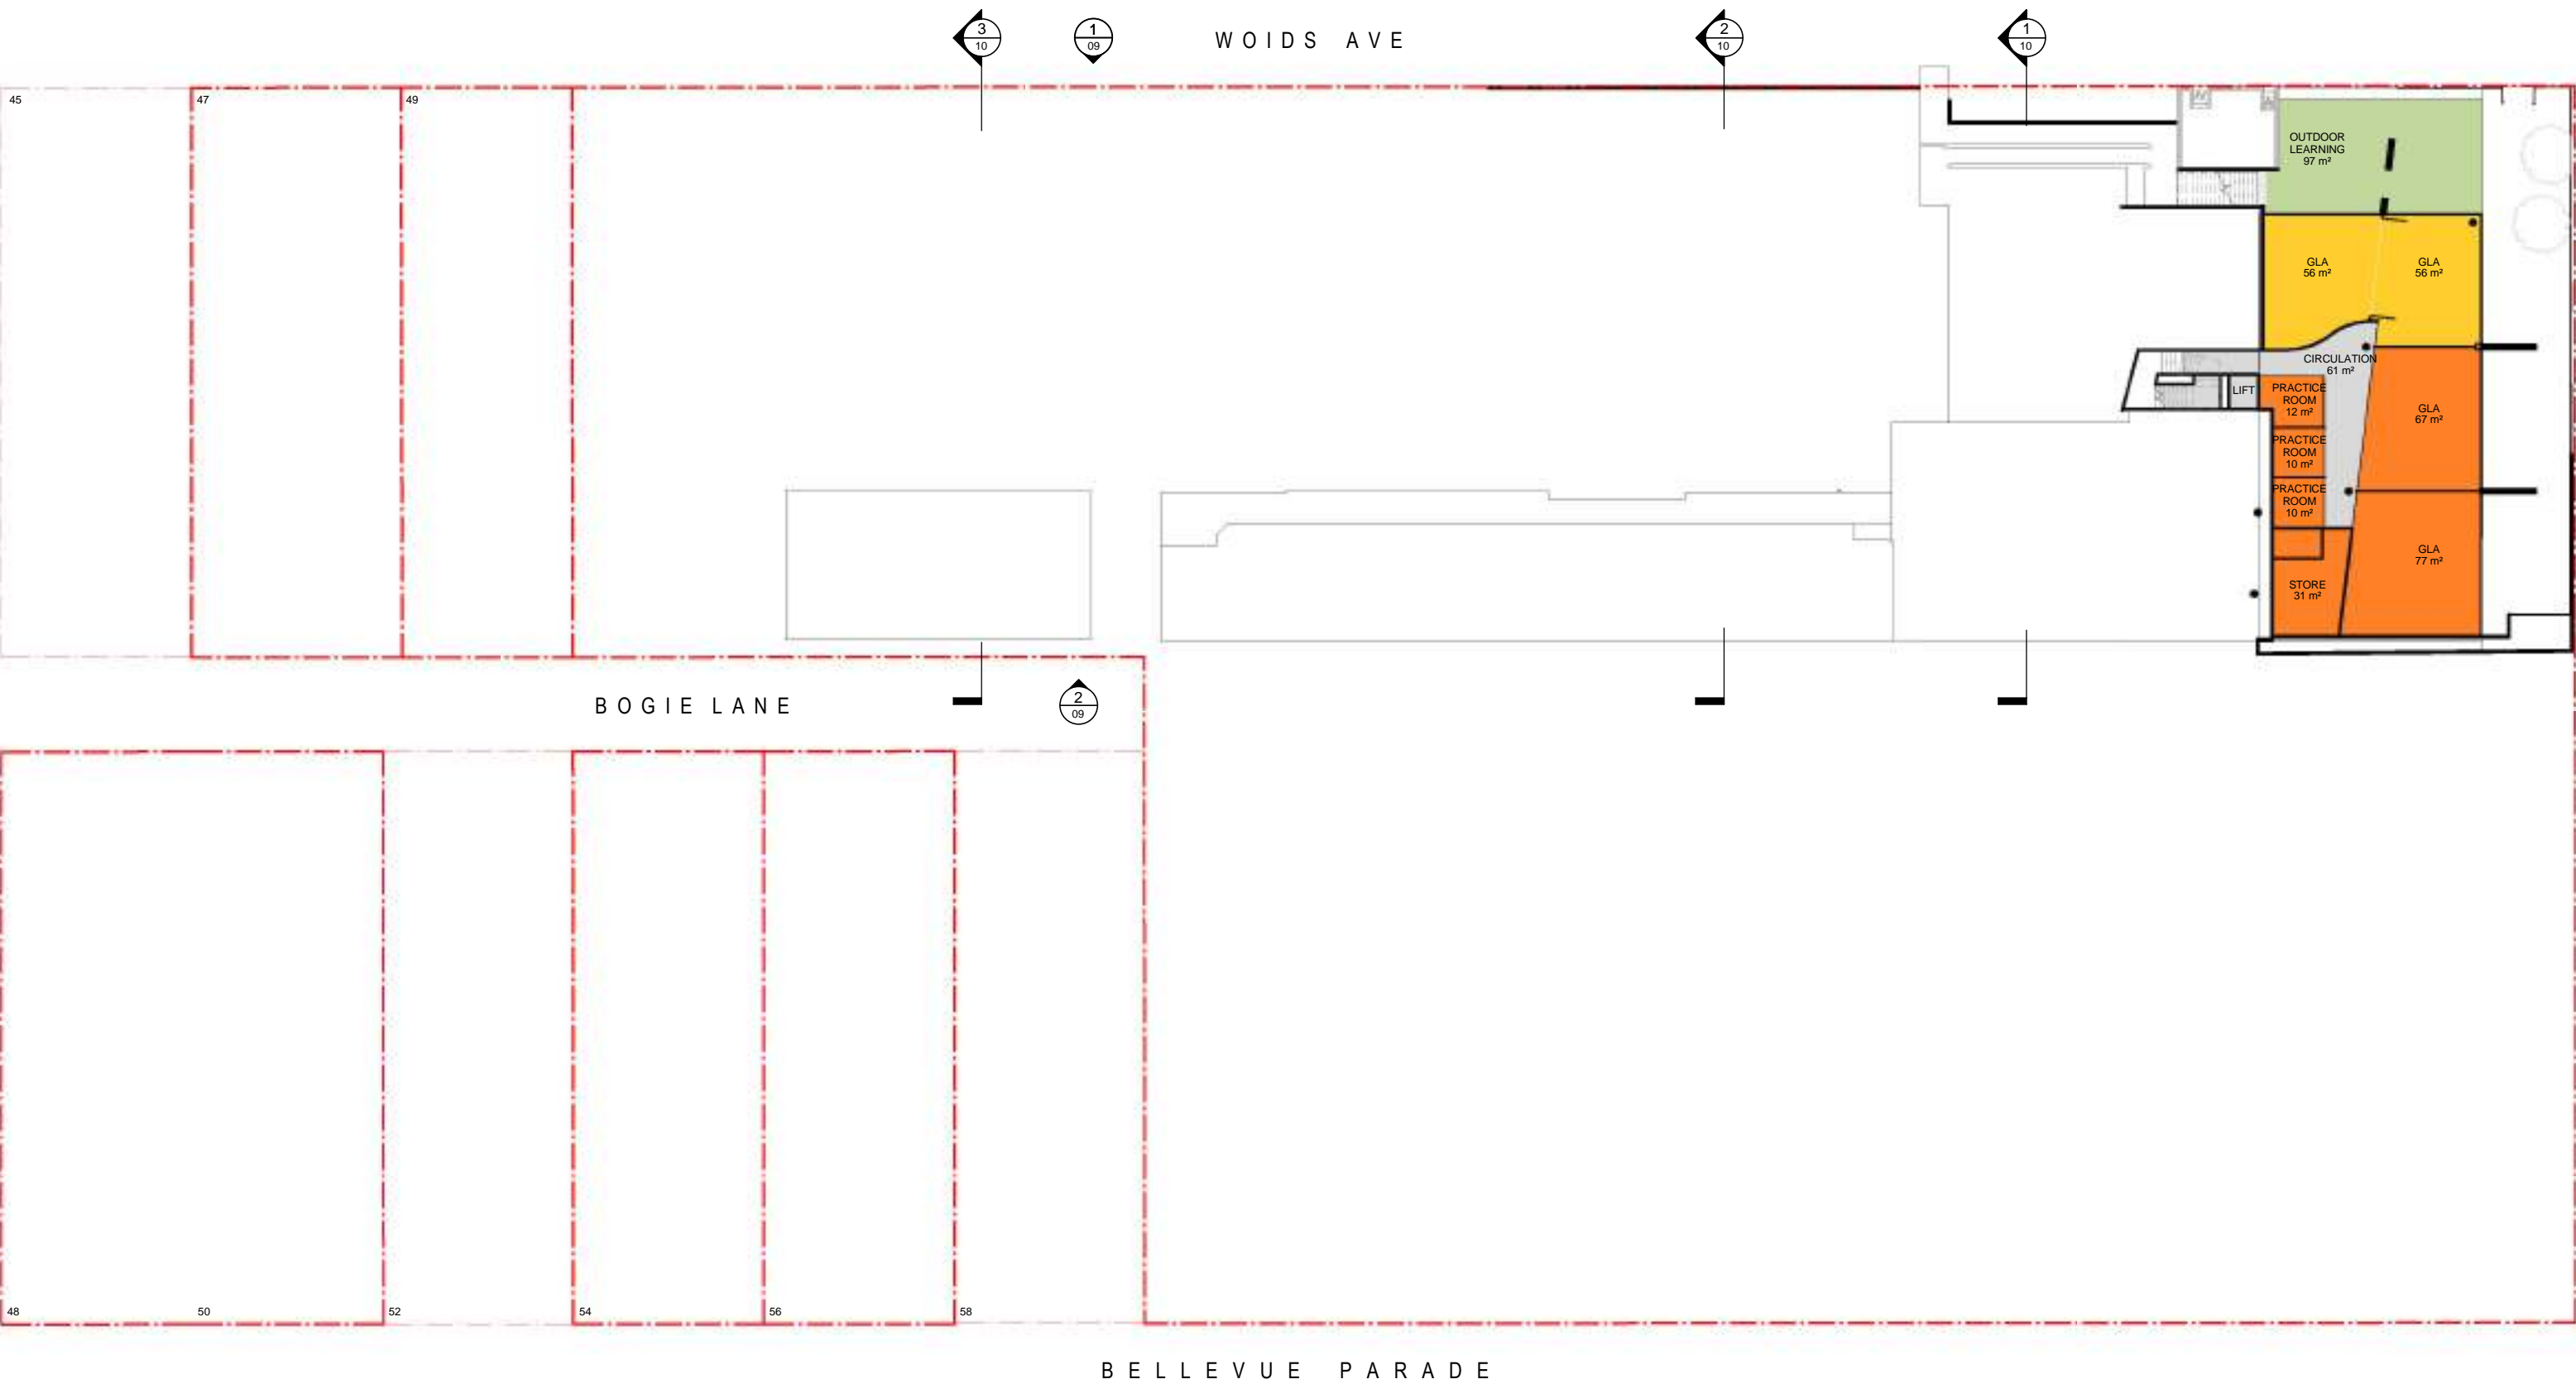 3
10
1
09
WOIDS AVE
2
10
1
10
45
47
49
OUTDOOR
LEARNING
97 m²
GLA
56 m²
GLA
56 m²
CIRCULATION
61 m²
LIFT
PRACTICE
ROOM
12 m²
GLA
67 m²
PRACTICE
ROOM
10 m²
PRACTICE
ROOM
10 m²
GLA
77 m²
STORE
31 m²
BOGIE LANE
2
09
48
50
52
54
56
58
BELLEVUE PARADE